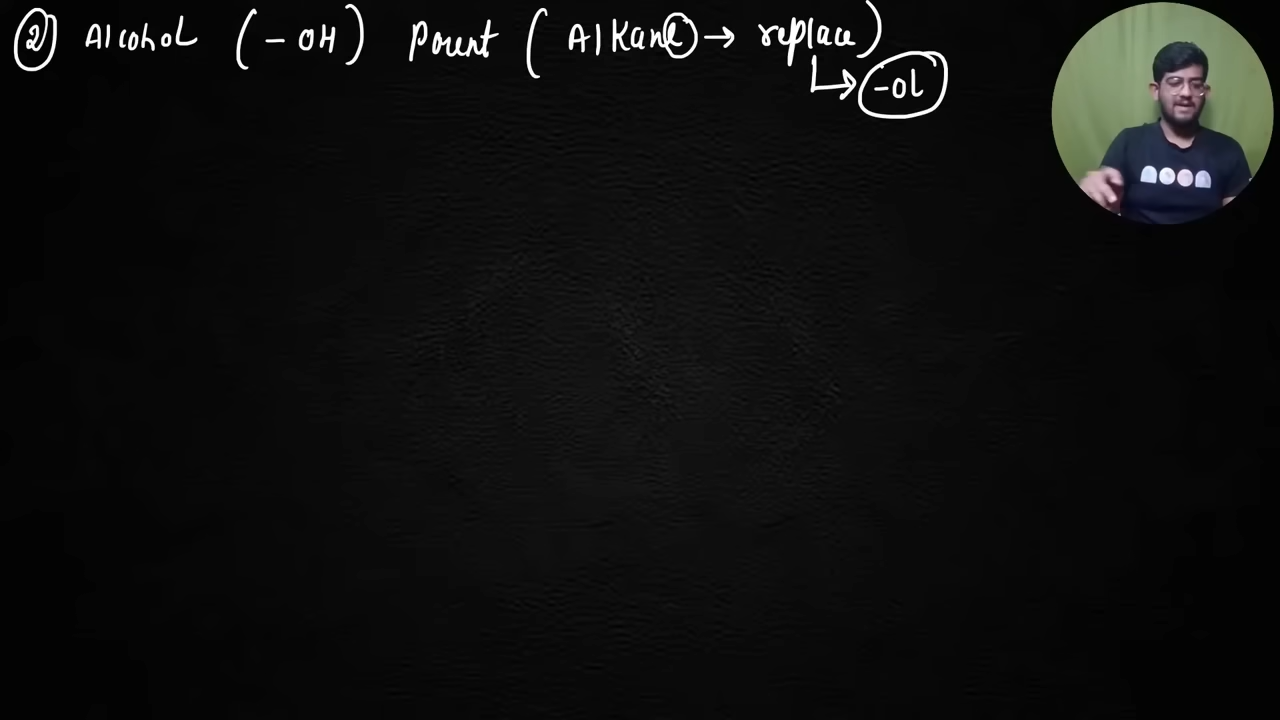 ② Alcohol (-OH) Parent (Alkane → replace)
↳ -ol